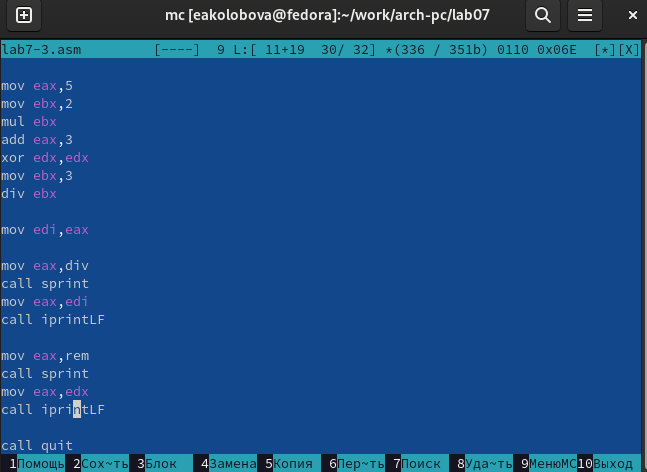 mc [eakolobova@fedora]:~/work/arch-pc/lab07
lab7-3.asm [----] 9 L:[ 11+19 30/ 32] *(336 / 351b) 0110 0x06E [*][X]
mov eax,5
mov ebx,2
mul ebx
add eax,3
xor edx,edx
mov ebx,3
div ebx
mov edi,eax
mov eax,div
call sprint
mov eax,edi
call iprintLF
mov eax,rem
call sprint
mov eax,edx
call iprintLF
call quit
1Помощь 2Сох~ть 3Блок 4Замена 5Копия 6Пер~ть 7Поиск 8Уда~ть 9МенюMC 10Выход